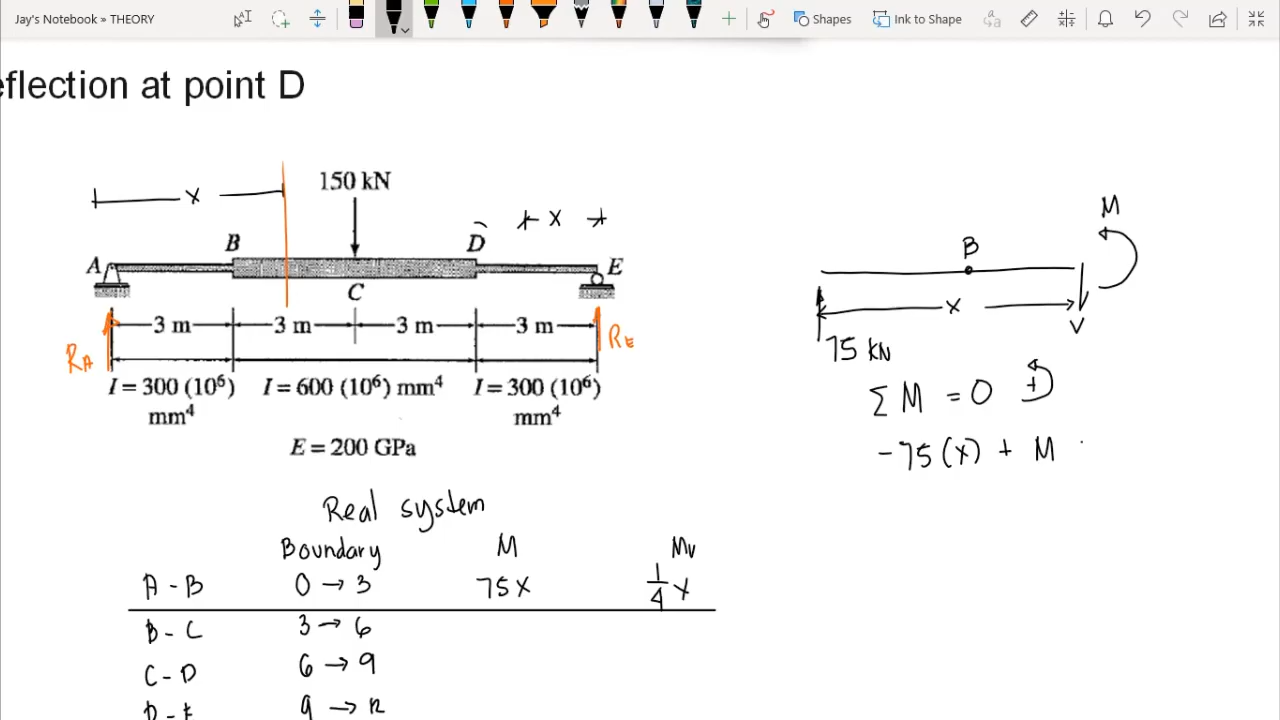 Jay's Notebook » THEORY
Shapes
Ink to Shape
eflection at point D
x
150 kN
x
B
D
A
E
C
3 m
3 m
3 m
3 m
R_A
R_E
I = 300 (10⁶) mm⁴
I = 600 (10⁶) mm⁴
I = 300 (10⁶) mm⁴
E = 200 GPa
M
B
x
V
75 kN
Σ M = 0 +
-75(x) + M
Real system
Boundary M Mv
A - B 0 → 3 75x 1/4 x
B - C 3 → 6
C - D 6 → 9
D - E 9 → 12